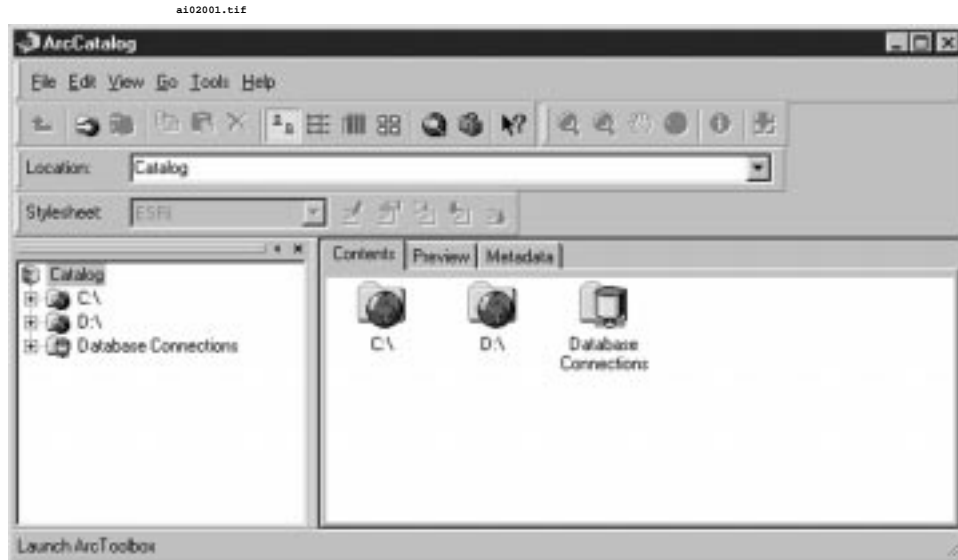 ai02001.tif
ArcCatalog
File Edit View Go Tools Help
Location: Catalog
Stylesheet: ESRI
Catalog
C:\
D:\
Database Connections
Contents Preview Metadata
C:\
D:\
Database Connections
Launch ArcToolbox